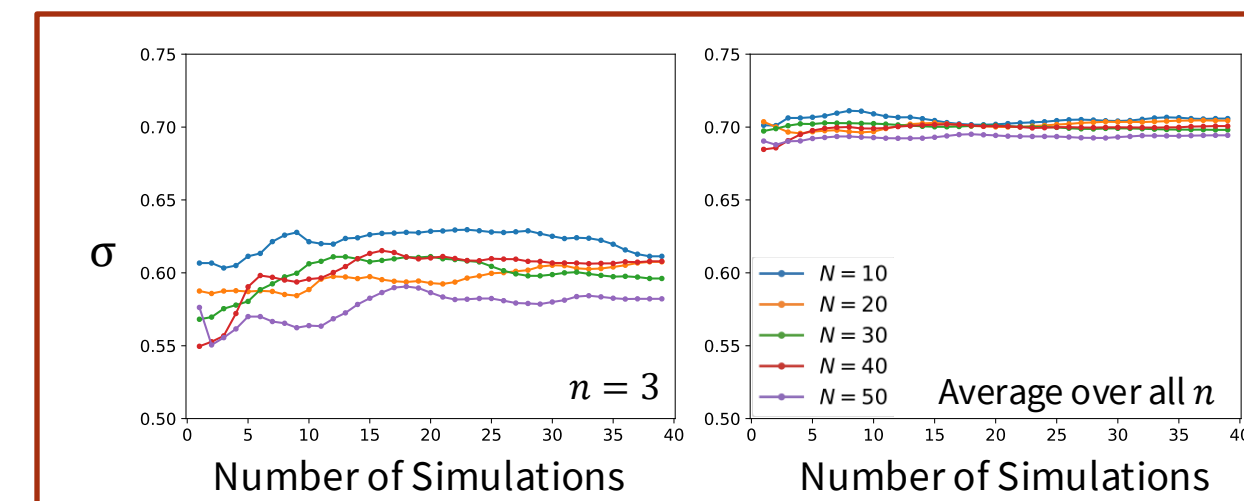 0.75
0.70
0.65
0.60
0.55
0.50
σ
0 5 10 15 20 25 30 35 40
n = 3
Number of Simulations
0.75
0.70
0.65
0.60
0.55
0.50
N = 10
N = 20
N = 30
N = 40
N = 50
Average over all n
0 5 10 15 20 25 30 35 40
Number of Simulations